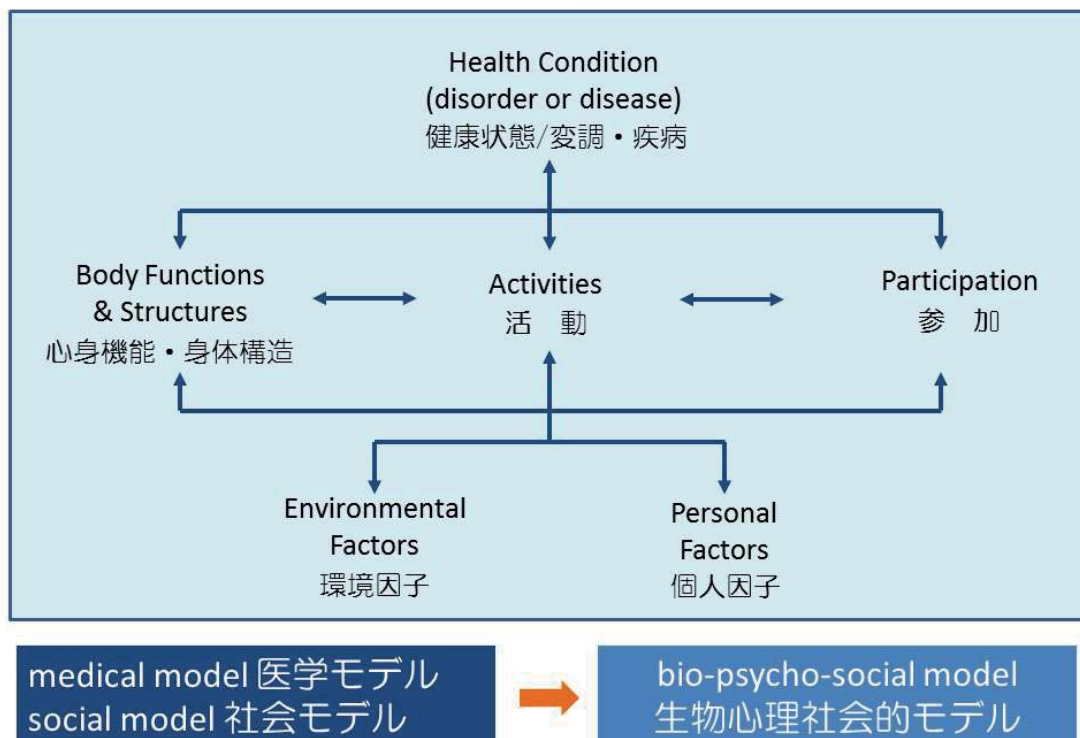 Health Condition
(disorder or disease)
健康状態/変調・疾病
Body Functions
& Structures
心身機能・身体構造
Activities
活　動
Participation
参　加
Environmental
Factors
環境因子
Personal
Factors
個人因子
medical model 医学モデル
social model 社会モデル
bio-psycho-social model
生物心理社会的モデル